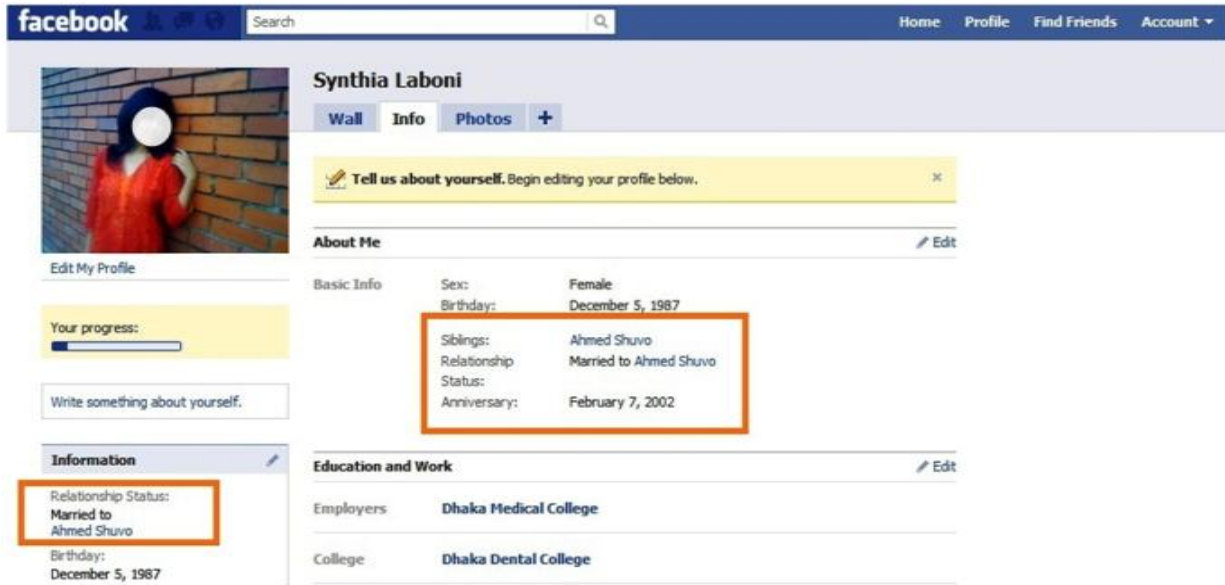 facebook
Search
Home Profile Find Friends Account
Synthia Laboni
Wall Info Photos +
Tell us about yourself. Begin editing your profile below. ×
Edit My Profile
Your progress:
Write something about yourself.
Information
Relationship Status:
Married to
Ahmed Shuvo
Birthday:
December 5, 1987
About Me Edit
Basic Info Sex: Female
Birthday: December 5, 1987
Siblings: Ahmed Shuvo
Relationship Married to Ahmed Shuvo
Status:
Anniversary: February 7, 2002
Education and Work Edit
Employers Dhaka Medical College
College Dhaka Dental College